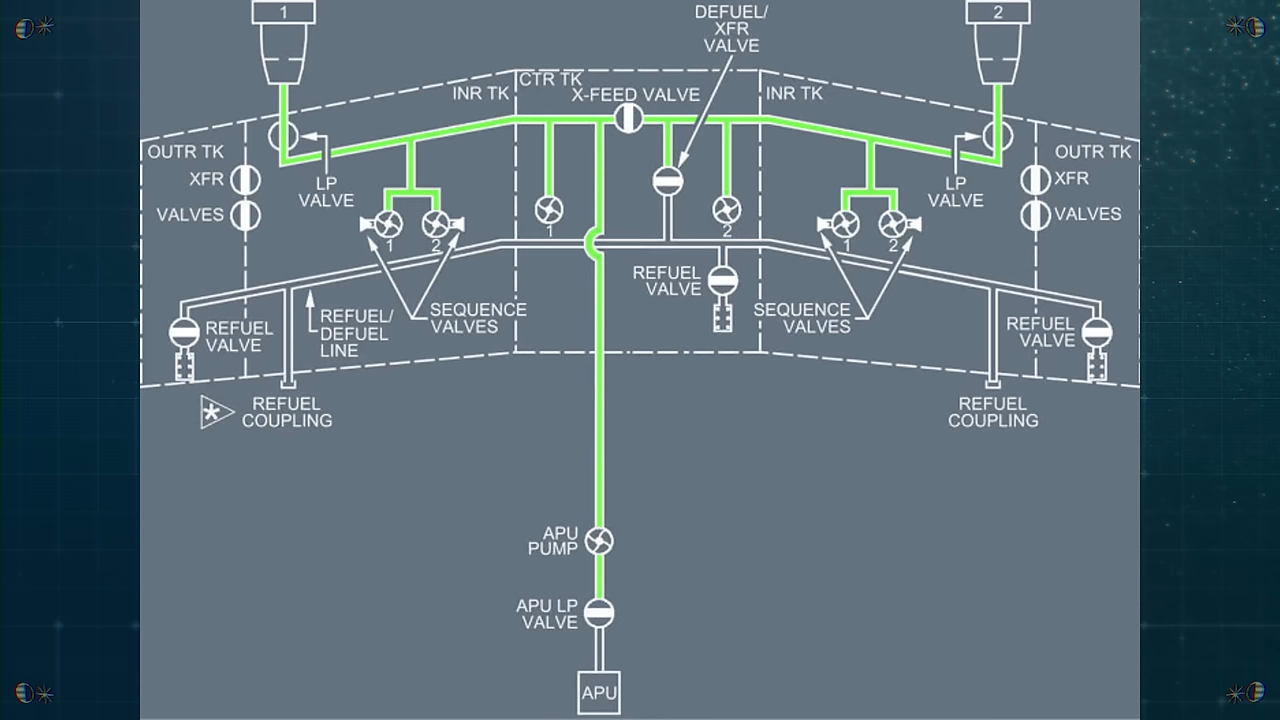 1
2
DEFUEL/
XFR
VALVE
CTR TK
INR TK
X-FEED VALVE
INR TK
OUTR TK
XFR
VALVES
LP
VALVE
LP
VALVE
OUTR TK
XFR
VALVES
1
2
1
2
1
2
REFUEL
VALVE
REFUEL
VALVE
REFUEL/
DEFUEL
LINE
SEQUENCE
VALVES
SEQUENCE
VALVES
REFUEL
VALVE
*
REFUEL
COUPLING
REFUEL
COUPLING
APU
PUMP
APU LP
VALVE
APU